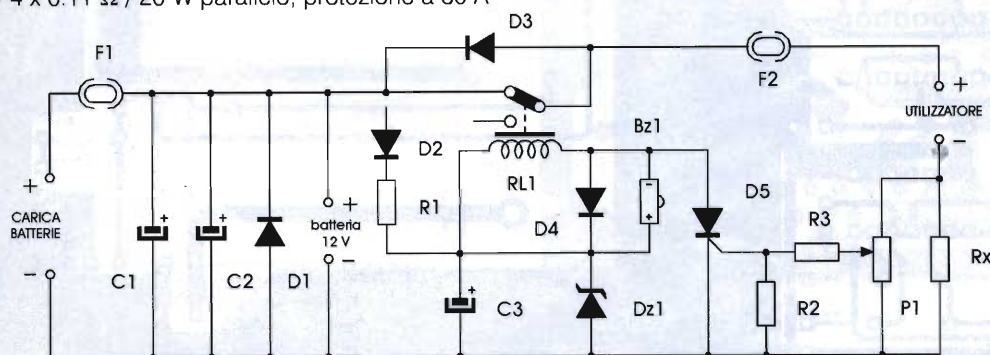 4 x 0.11 Ω / 20 W parallelo, protezione a 30 A
D3
F1
F2
+
UTILIZZATORE
-
Bz1
D2
-
+
RL1
D5
R1
D4
R3
+
CARICA
BATTERIE
-
+
C1
+
C2
D1
+
batteria
12 V
-
+
C3
Dz1
R2
P1
Rx